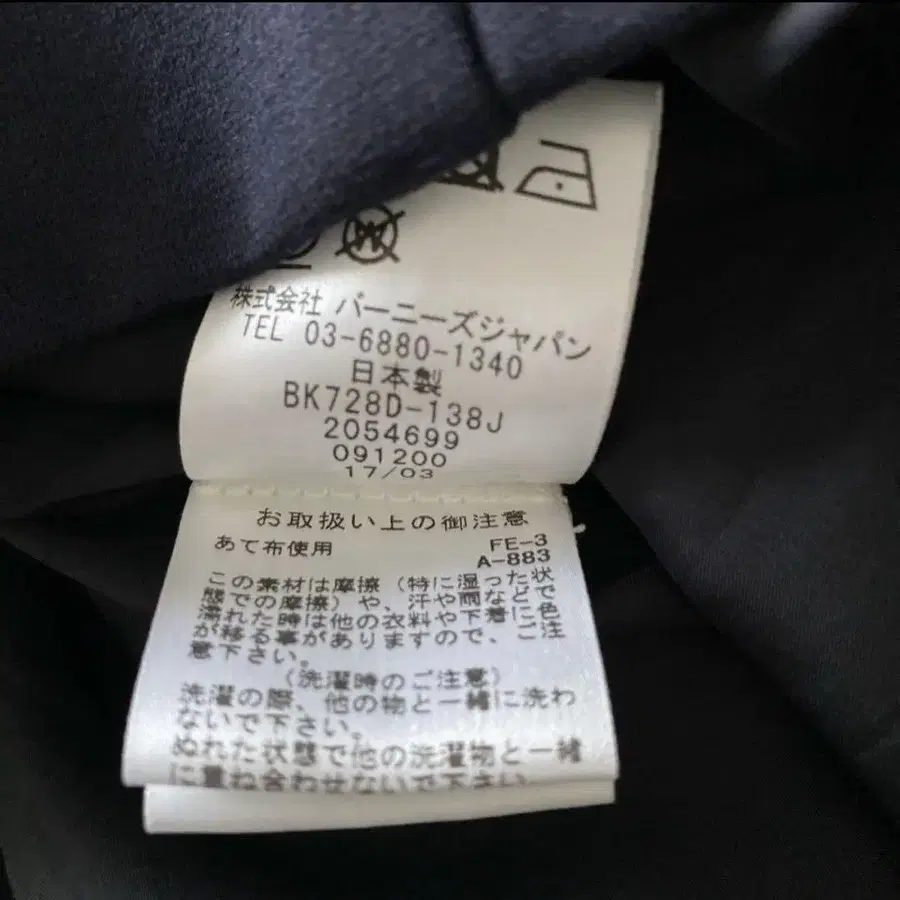 株式会社 バーニーズジャパン
TEL 03-6880-1340
日本製
BK728D-138J
2054699
091200
17/03
お取扱い上の御注意
あて布使用 FE-3
A-883
この素材は摩擦(特に湿った状
態での摩擦)や、汗や雨などで
濡れた時は他の衣料や下着に色
が移る事がありますので、ご注
意下さい。
(洗濯時のご注意)
洗濯の際、他の物と一緒に洗わ
ないで下さい。
ぬれた状態で他の洗濯物と一緒
に重ね合わせないで下さい